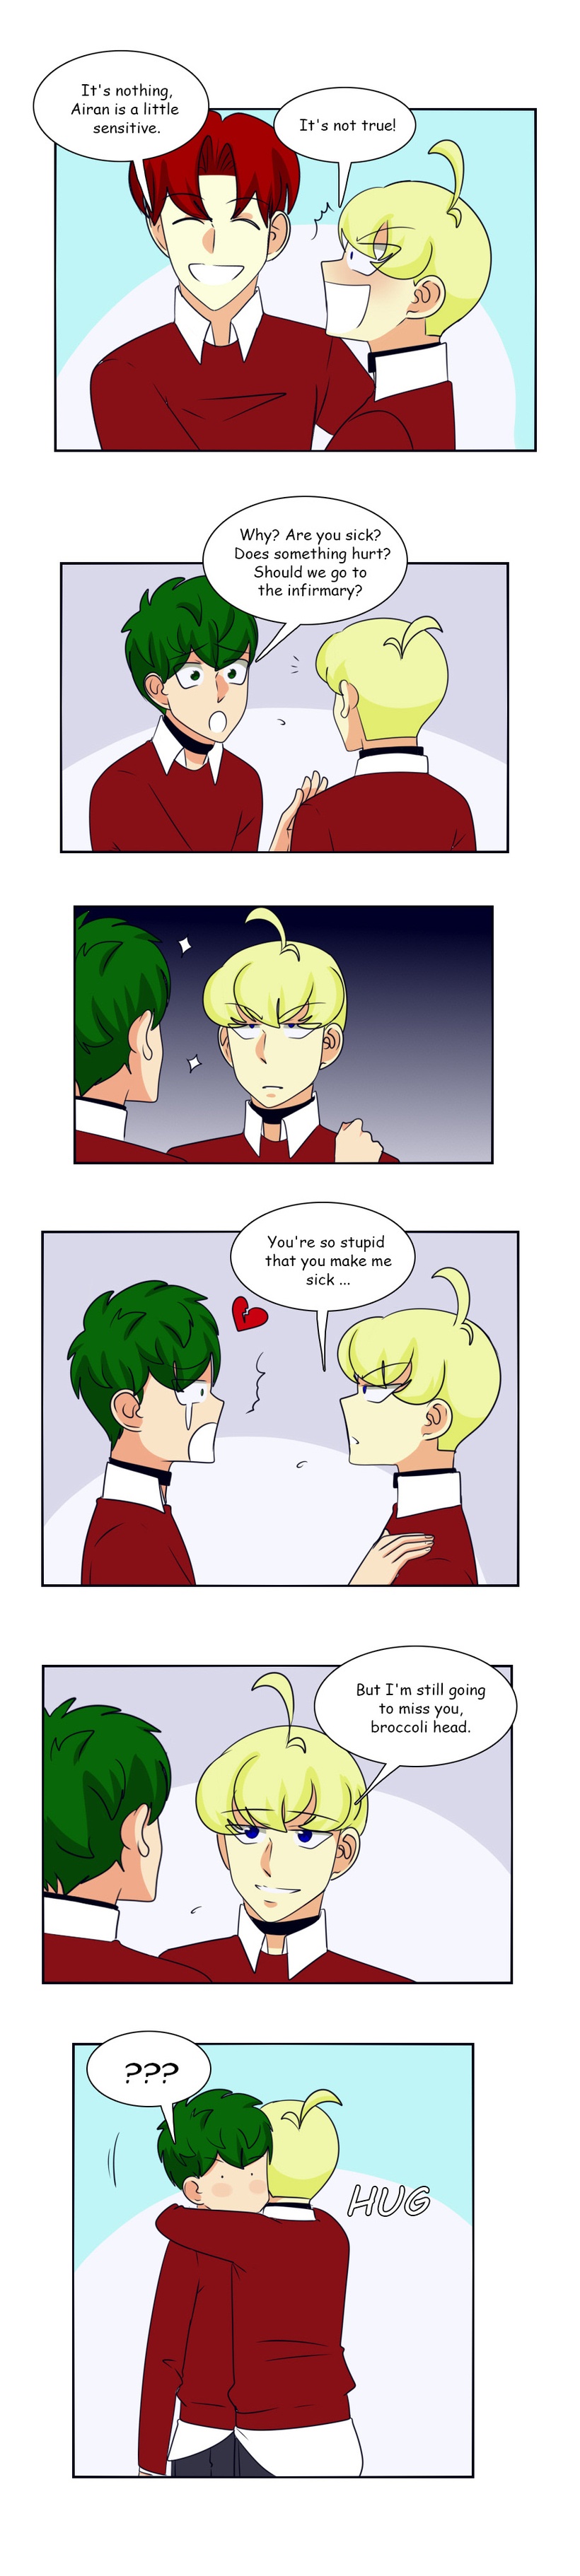 It's nothing,
Airan is a little
sensitive.
It's not true!
Why? Are you sick?
Does something hurt?
Should we go to
the infirmary?
You're so stupid
that you make me
sick ...
But I'm still going
to miss you,
broccoli head.
???
HUG